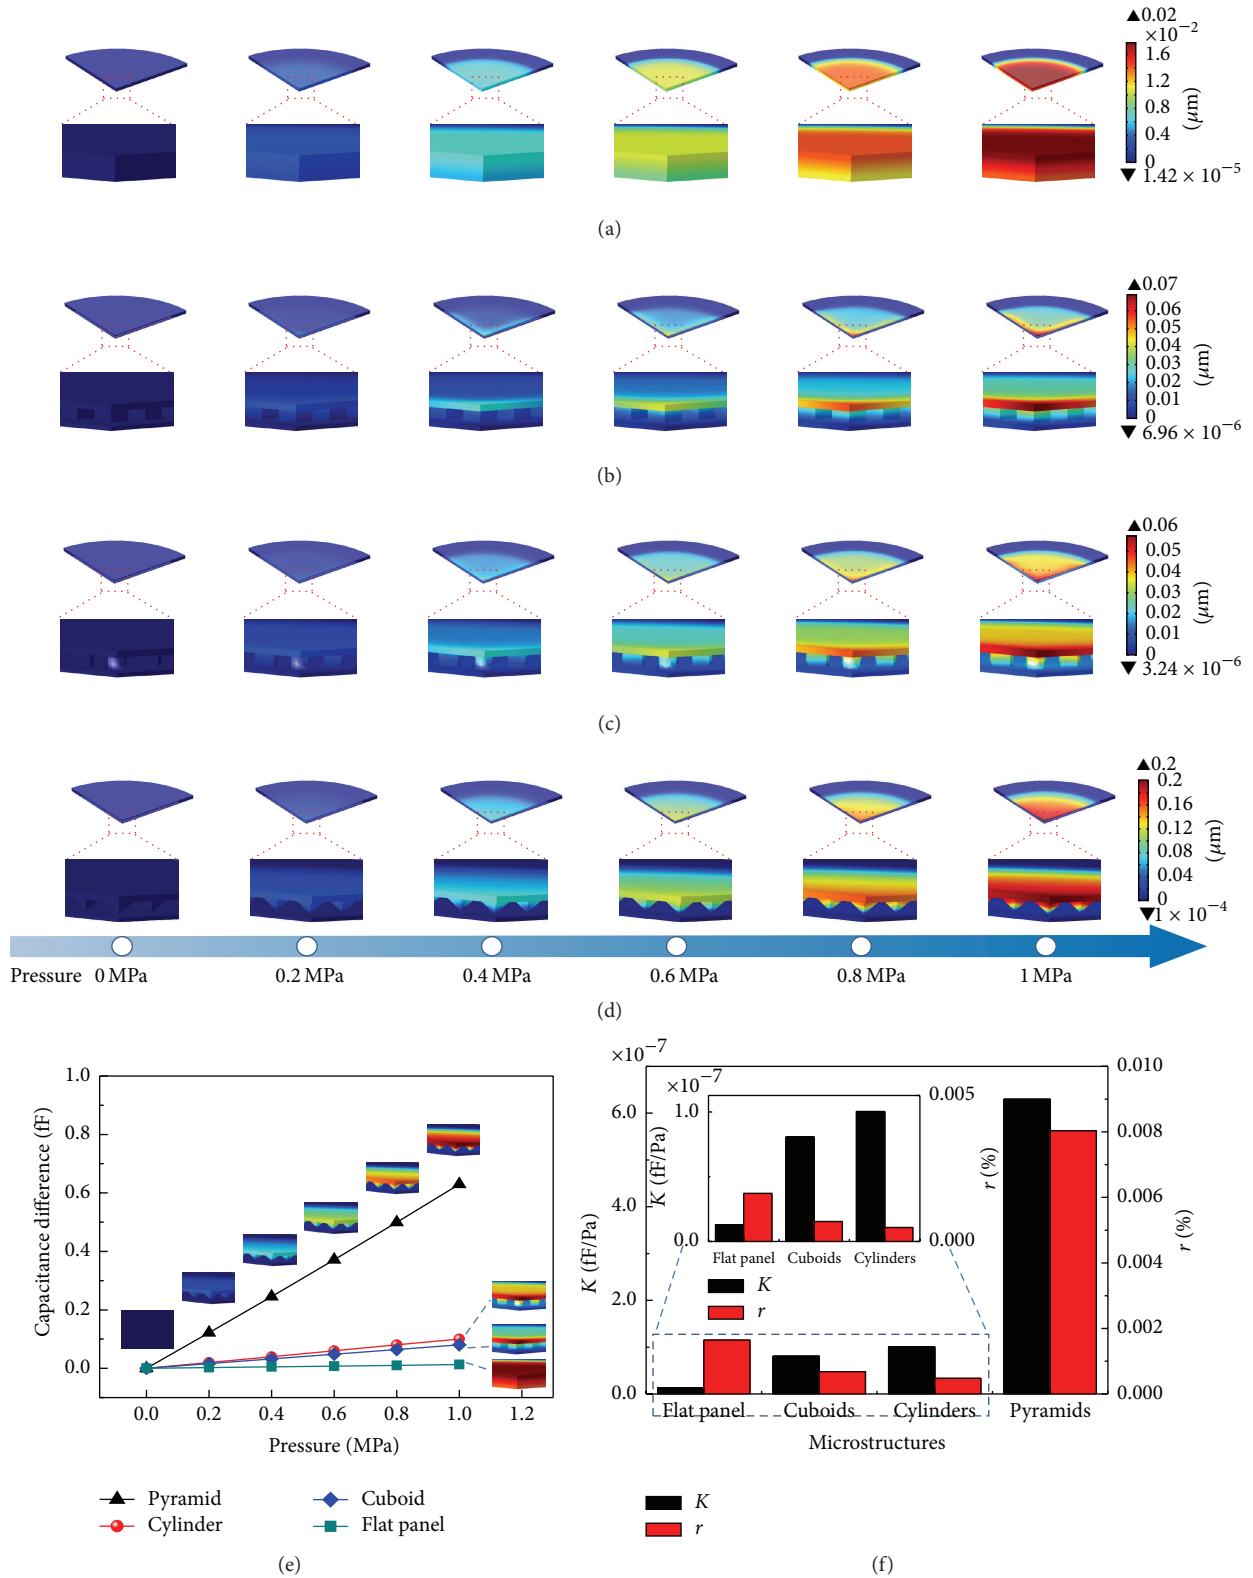 ▲ 0.02
×10−2
1.6
1.2
0.8
0.4
0
▼ 1.42 × 10−5
(μm)
(a)
▲ 0.07
0.06
0.05
0.04
0.03
0.02
0.01
0
▼ 6.96 × 10−6
(μm)
(b)
▲ 0.06
0.05
0.04
0.03
0.02
0.01
0
▼ 3.24 × 10−6
(μm)
(c)
▲ 0.2
0.2
0.16
0.12
0.08
0.04
0
▼ 1 × 10−4
(μm)
Pressure 0 MPa 0.2 MPa 0.4 MPa 0.6 MPa 0.8 MPa 1 MPa
(d)
Capacitance difference (fF)
1.0
0.8
0.6
0.4
0.2
0.0
0.0 0.2 0.4 0.6 0.8 1.0 1.2
Pressure (MPa)
Pyramid
Cylinder
Cuboid
Flat panel
(e)
×10−7
K (fF/Pa)
6.0
4.0
2.0
0.0
×10−7
K (fF/Pa)
1.0
0.0
0.005
0.000
r (%)
Flat panel Cuboids Cylinders
K
r
0.010
0.008
0.006
0.004
0.002
0.000
r (%)
Flat panel Cuboids Cylinders Pyramids
Microstructures
K
r
(f)